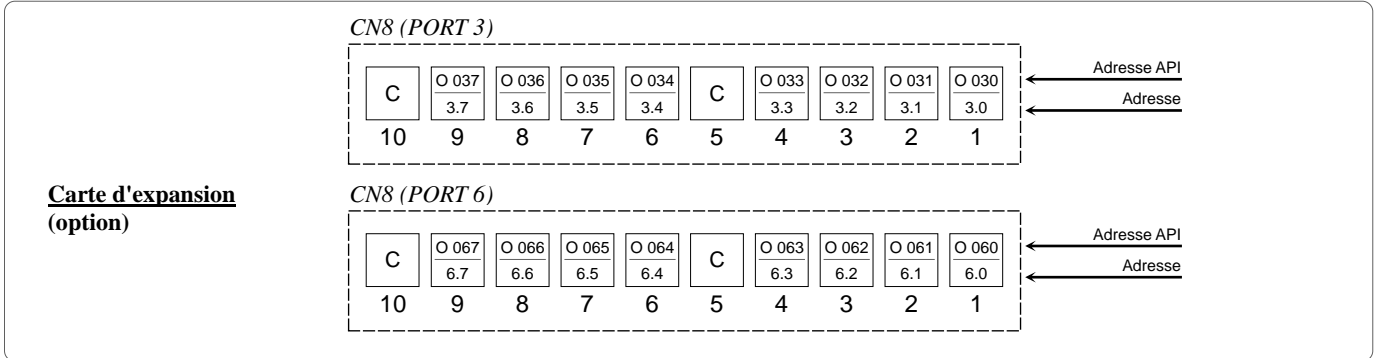 CN8 (PORT 3)
C O 037 O 036 O 035 O 034 C O 033 O 032 O 031 O 030 Adresse API
3.7 3.6 3.5 3.4 3.3 3.2 3.1 3.0 Adresse
10 9 8 7 6 5 4 3 2 1
Carte d'expansion
(option)
CN8 (PORT 6)
C O 067 O 066 O 065 O 064 C O 063 O 062 O 061 O 060 Adresse API
6.7 6.6 6.5 6.4 6.3 6.2 6.1 6.0 Adresse
10 9 8 7 6 5 4 3 2 1